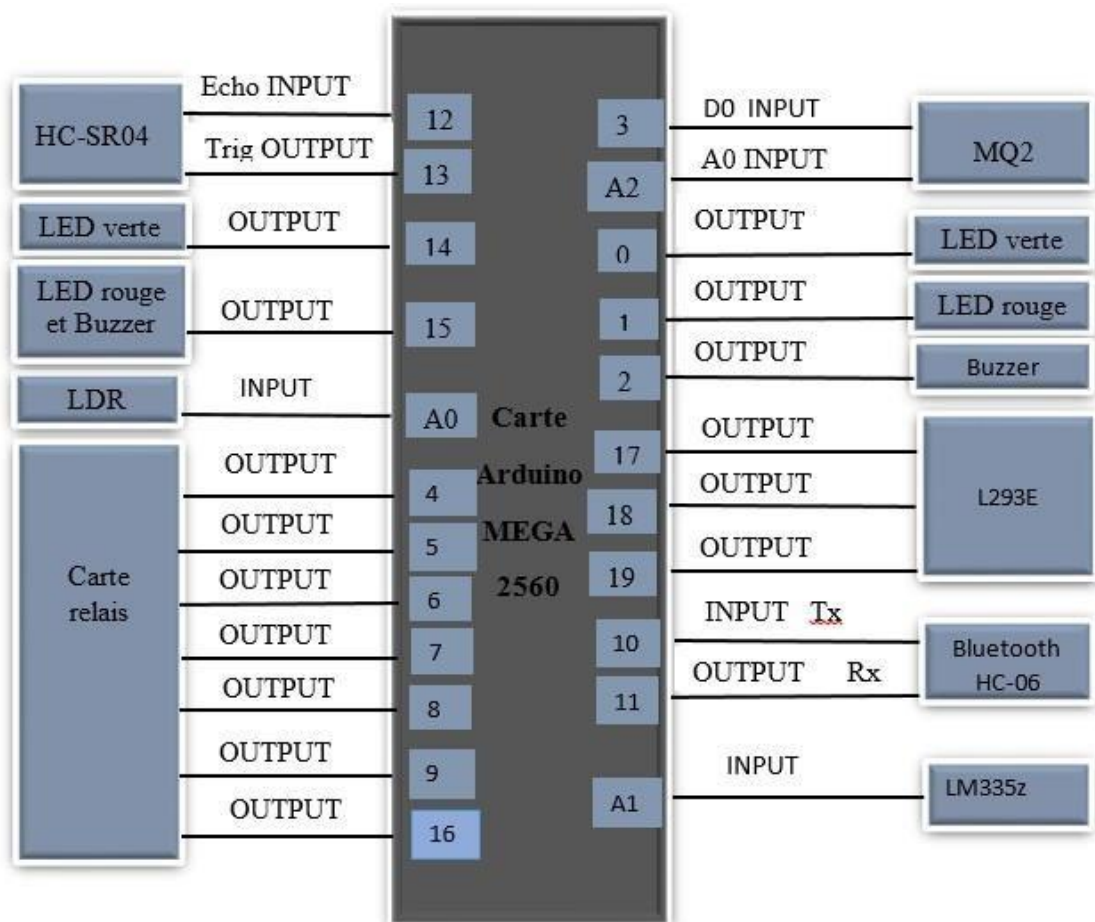 Echo INPUT
HC-SR04
12
Trig OUTPUT
13
LED verte
OUTPUT
14
LED rouge
et Buzzer
OUTPUT
15
LDR
INPUT
A0
Carte
relais
OUTPUT
4
OUTPUT
5
OUTPUT
6
OUTPUT
7
OUTPUT
8
OUTPUT
9
OUTPUT
16
Carte
Arduino
MEGA
2560
3
D0 INPUT
MQ2
A2
A0 INPUT
0
OUTPUT
LED verte
1
OUTPUT
LED rouge
2
OUTPUT
Buzzer
17
OUTPUT
18
OUTPUT
L293E
19
OUTPUT
10
INPUT Tx
Bluetooth
HC-06
11
OUTPUT Rx
A1
INPUT
LM335z